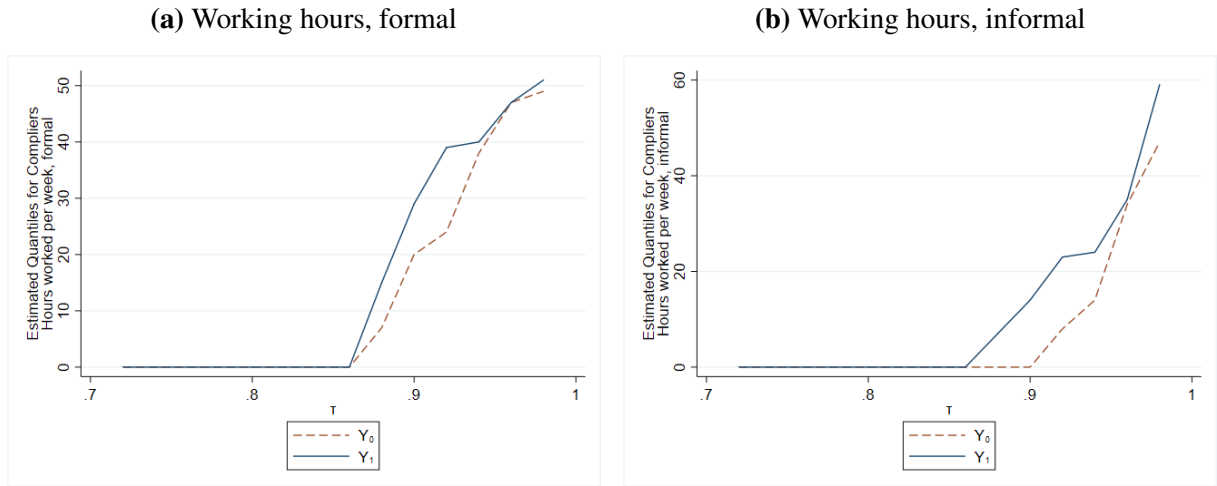 (a) Working hours, formal
Estimated Quantiles for Compliers
Hours worked per week, formal
50
40
30
20
10
0
.7
.8
.9
1
τ
Y₀
Y₁
(b) Working hours, informal
Estimated Quantiles for Compliers
Hours worked per week, informal
60
40
20
0
.7
.8
.9
1
τ
Y₀
Y₁